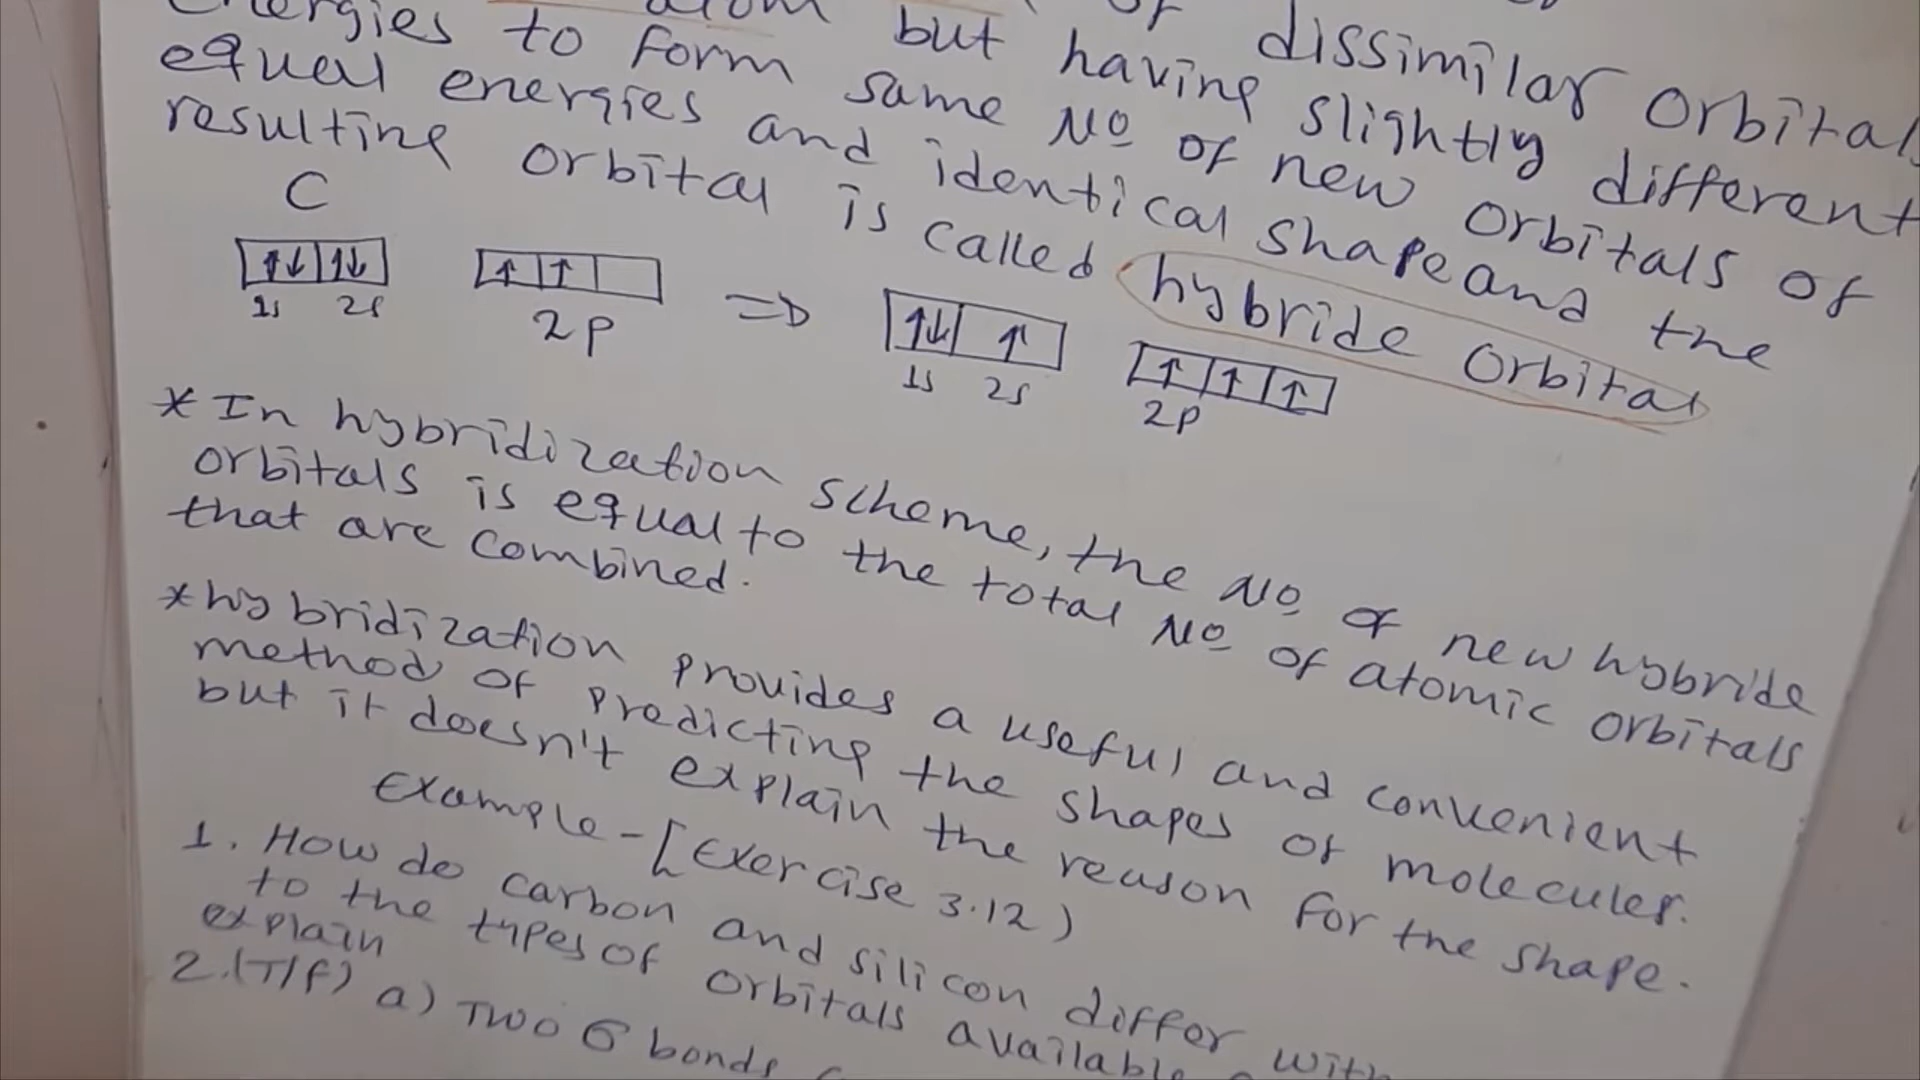 energies atom of dissimilar orbitals
equal energies to form but having slightly different
resulting orbital and same No of new orbitals of
is called identical shape and the
hybride orbital
C
↑↓ ↑↓ ↑ ↑ ⇒ ↑↓ ↑ ↑ ↑ ↑
1s 2s 2p 1s 2s 2p
* In hybridization scheme, the No of new hybride
orbitals is equal to the total No of atomic orbitals
that are combined.
* hybridization provides a useful and convenient
method of predicting the shapes of molecules.
but it doesn't explain the reason for the shape.
Example - [Exercise 3.12)
1. How do carbon and silicon differ with
to the types of orbitals available
explain
2. (T/F) a) Two σ bonds